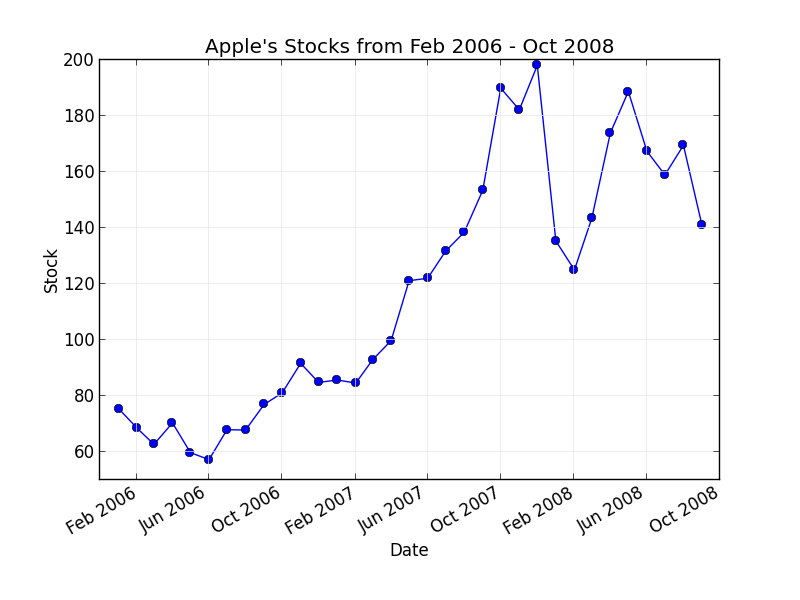 Apple's Stocks from Feb 2006 - Oct 2008
200
180
160
140
120
100
80
60
Stock
Feb 2006
Jun 2006
Oct 2006
Feb 2007
Jun 2007
Oct 2007
Feb 2008
Jun 2008
Oct 2008
Date